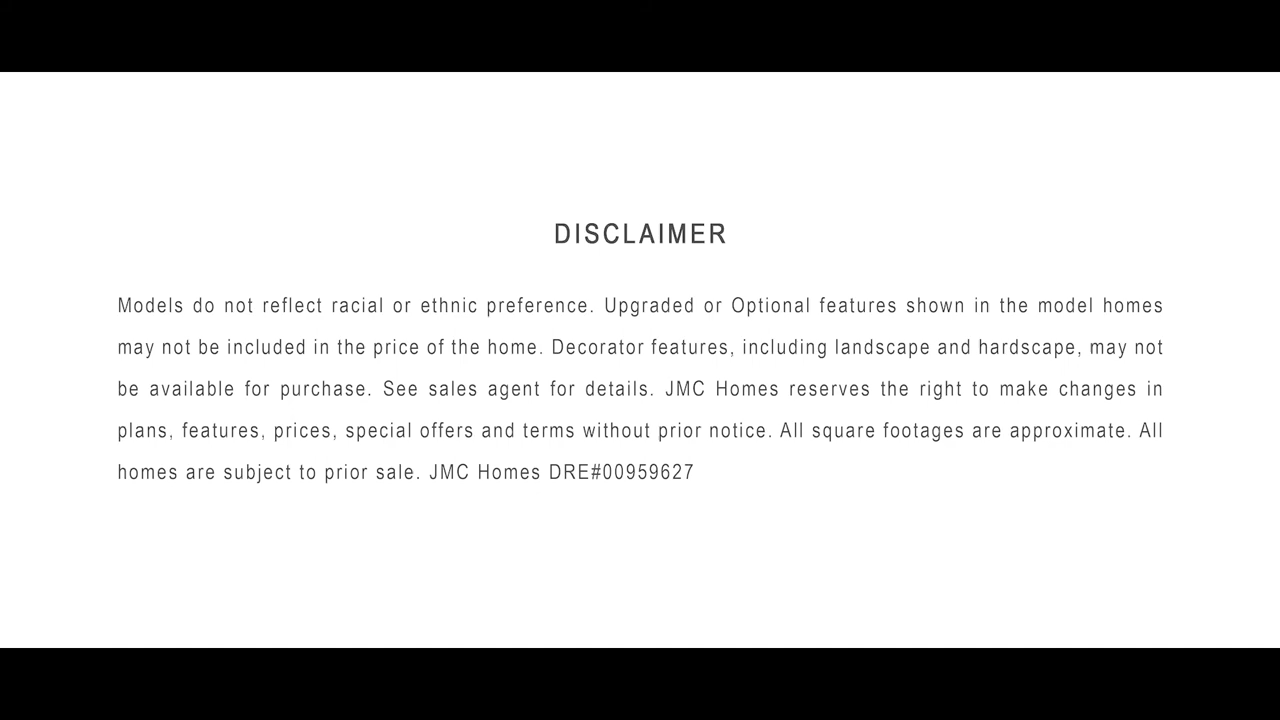 DISCLAIMER
Models do not reflect racial or ethnic preference. Upgraded or Optional features shown in the model homes
may not be included in the price of the home. Decorator features, including landscape and hardscape, may not
be available for purchase. See sales agent for details. JMC Homes reserves the right to make changes in
plans, features, prices, special offers and terms without prior notice. All square footages are approximate. All
homes are subject to prior sale. JMC Homes DRE#00959627